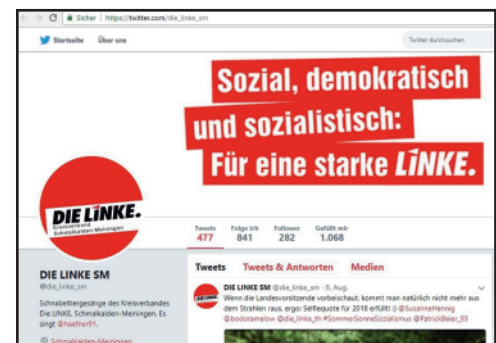 Sicher | https://twitter.com/die_linke_sm
Startseite Über uns Twitter durchsuchen
Sozial, demokratisch
und sozialistisch:
Für eine starke LINKE.
DIE LINKE.
Kreisverband
Schmalkalden-Meiningen
Tweets Folge ich Follower Gefällt mir
477 841 282 1.068
DIE LINKE SM
@die_linke_sm
Schnabeltiergesänge des Kreisverbandes
Die LINKE. Schmalkalden-Meiningen. Es
singt @haefner91.
Schmalkalden-Meiningen
Tweets Tweets & Antworten Medien
DIE LINKE SM @die_linke_sm · 8. Aug.
Wenn die Landesvorsitzende vorbeischaut, kommt man natürlich nicht mehr aus
dem Strahlen raus, ergo: Selfiequote für 2018 erfüllt! @SusanneHennig
@bodoramelow @die_linke_th #SommerSonneSozialismus @PatrickBeier_93